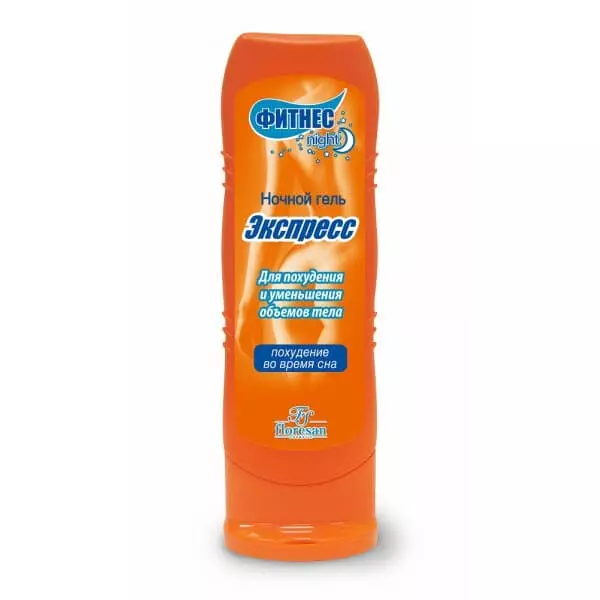 ФИТНЕС
night
Ночной гель
Экспресс
Для похудения
и уменьшения
объемов тела
похудение
во время сна
floresan